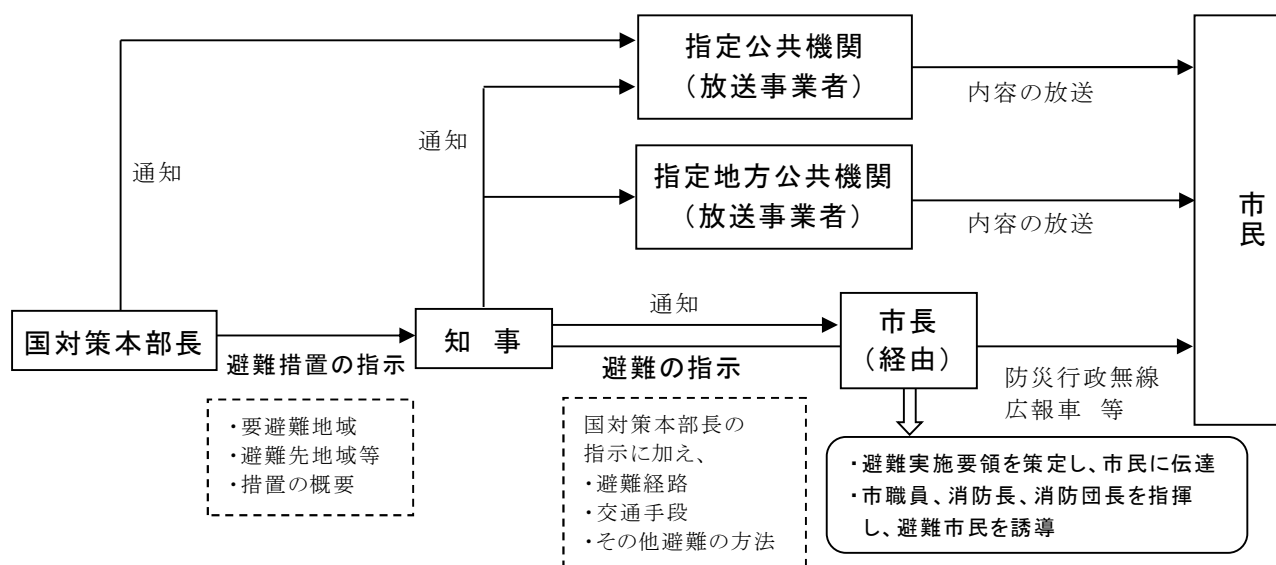 指定公共機関
（放送事業者）
内容の放送
通知
通知
指定地方公共機関
（放送事業者）
内容の放送
市民
国対策本部長
避難措置の指示
知　事
通知
避難の指示
市長
（経由）
防災行政無線
広報車　等
・要避難地域
・避難先地域等
・措置の概要
国対策本部長の
指示に加え、
・避難経路
・交通手段
・その他避難の方法
・避難実施要領を策定し、市民に伝達
・市職員、消防長、消防団長を指揮
し、避難市民を誘導